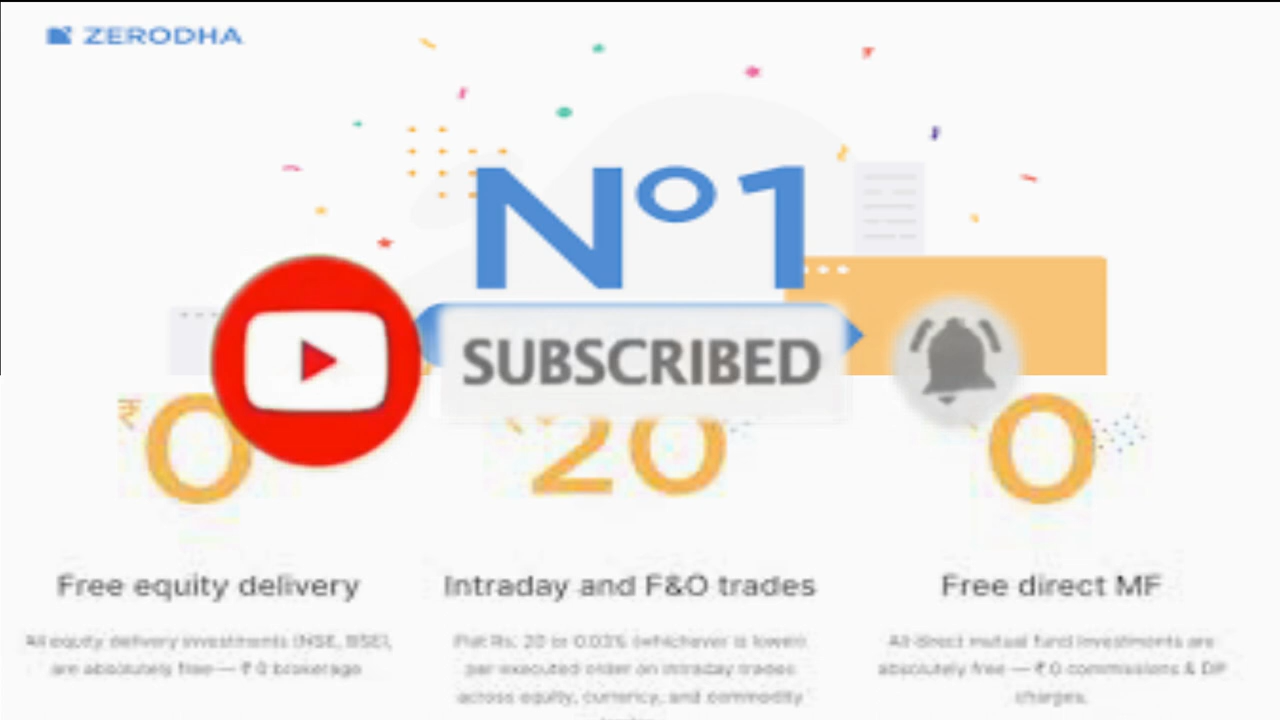 ZERODHA
Nº1
SUBSCRIBED
₹0
20
0
Free equity delivery
Intraday and F&O trades
Free direct MF
All equity delivery investments (NSE, BSE),
are absolutely free — ₹ 0 brokerage
Flat Rs. 20 or 0.03% (whichever is lower)
per executed order on intraday trades
across equity, currency, and commodity
All direct mutual fund investments are
absolutely free — ₹ 0 commissions & DP
charges.